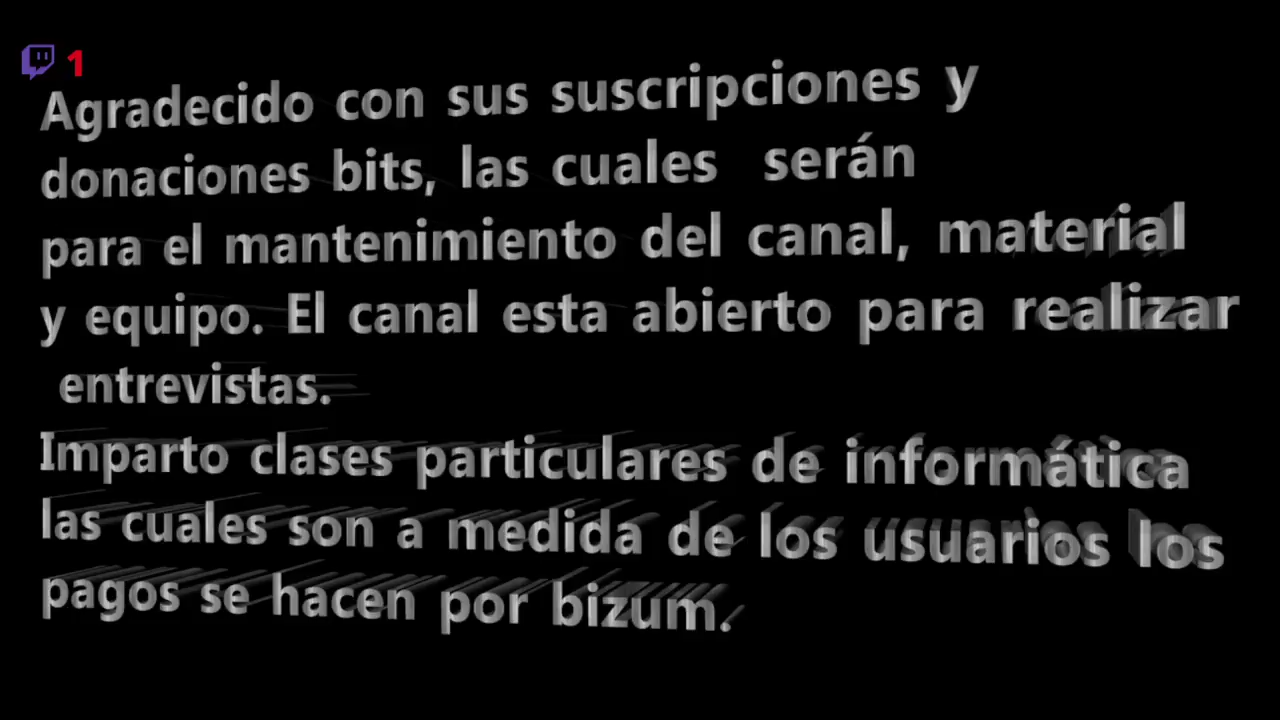 1
Agradecido con sus suscripciones y
donaciones bits, las cuales serán
para el mantenimiento del canal, material
y equipo. El canal esta abierto para realizar
entrevistas.
Imparto clases particulares de informática
las cuales son a medida de los usuarios los
pagos se hacen por bizum.